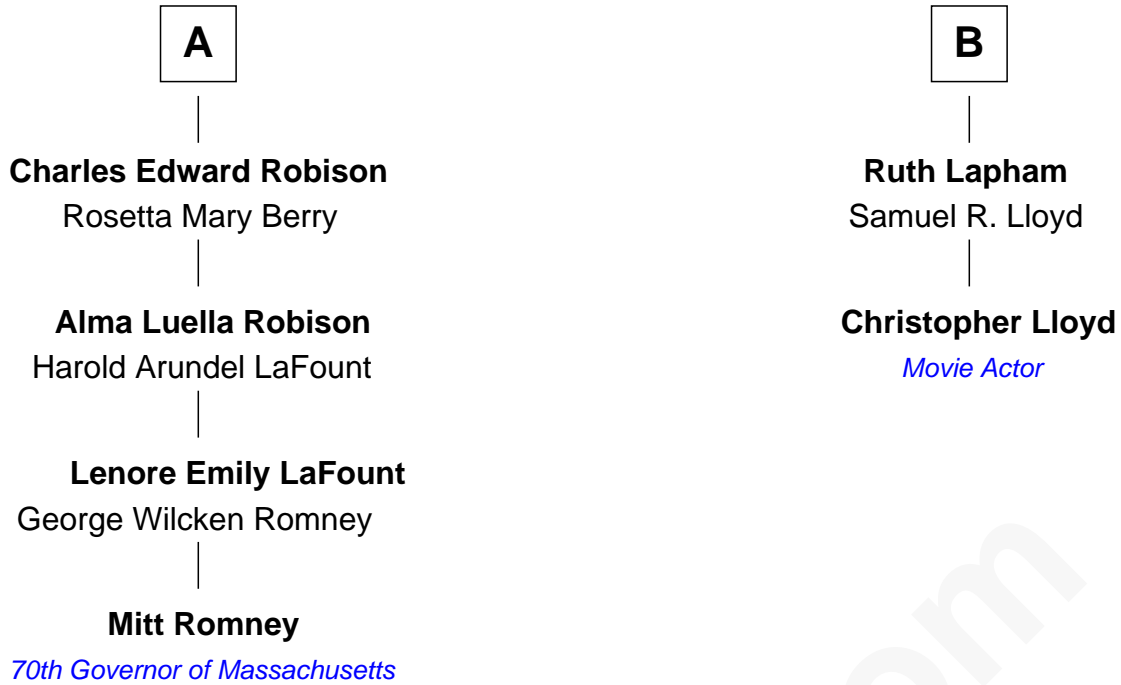 A
Charles Edward Robison
Rosetta Mary Berry
Alma Luella Robison
Harold Arundel LaFount
Lenore Emily LaFount
George Wilcken Romney
Mitt Romney
70th Governor of Massachusetts
B
Ruth Lapham
Samuel R. Lloyd
Christopher Lloyd
Movie Actor
om